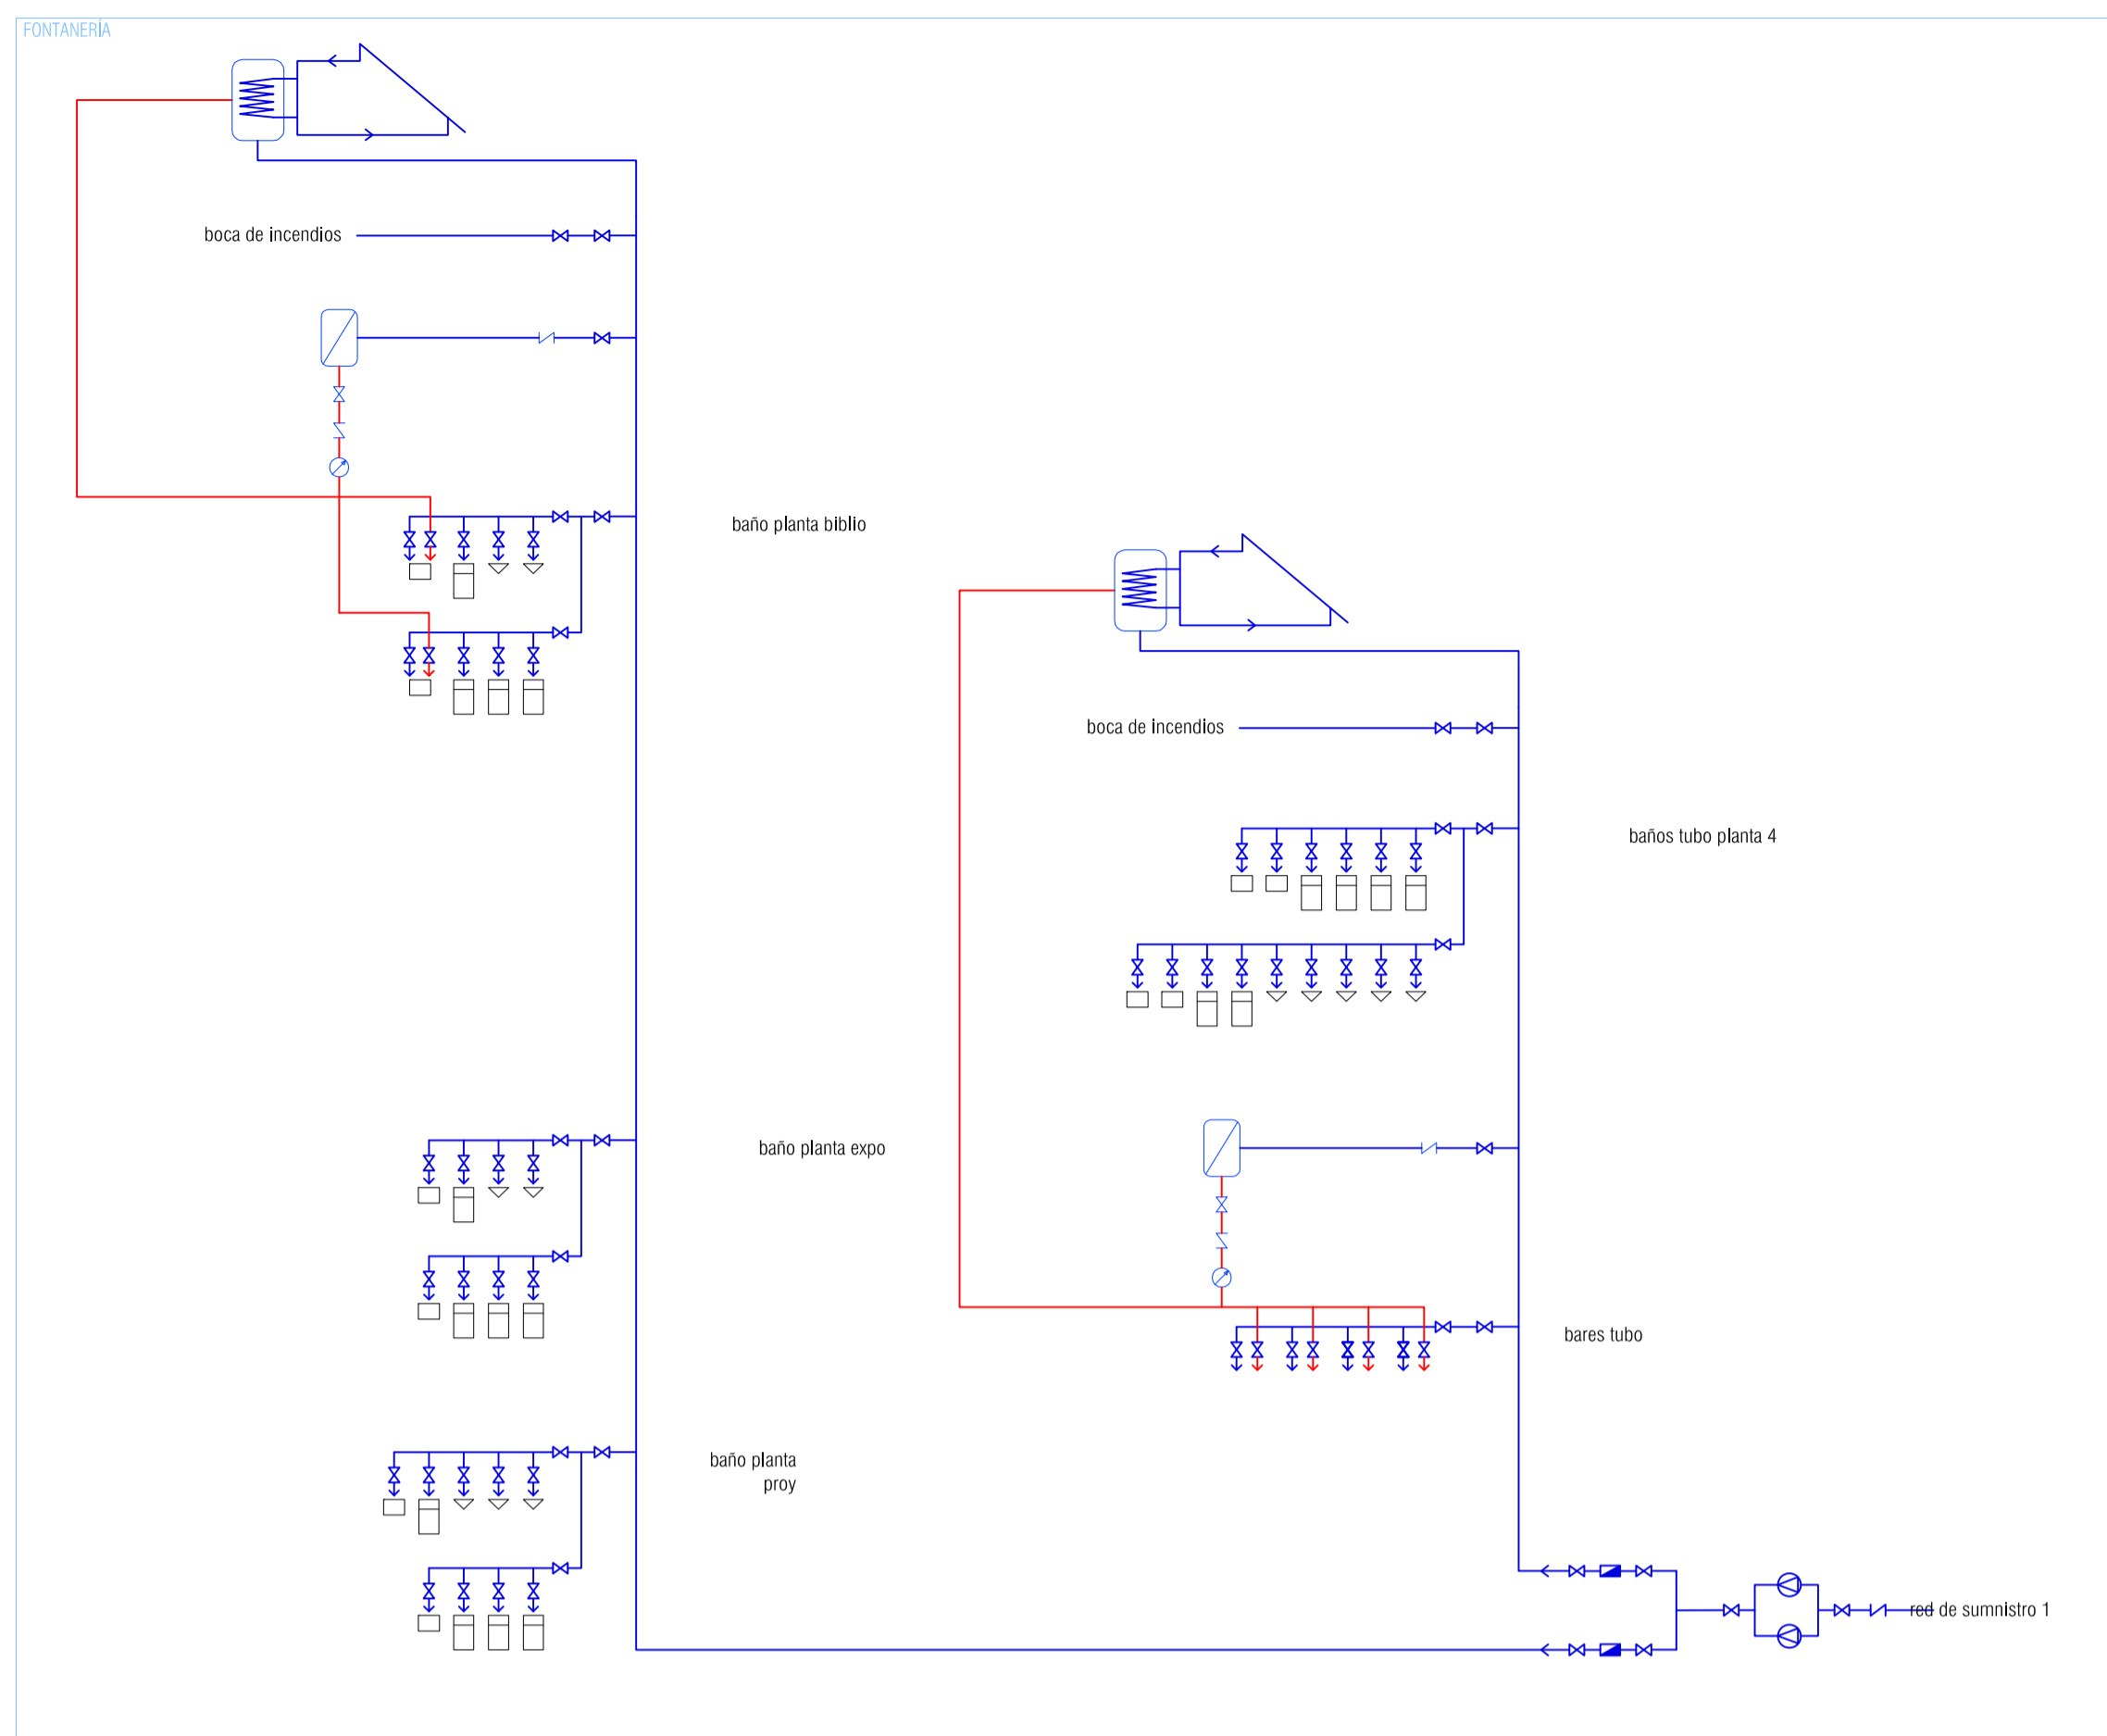 FONTANERÍA
boca de incendios
baño planta biblio
boca de incendios
baños tubo planta 4
baño planta expo
bares tubo
baño planta
proy
red de sumnistro 1